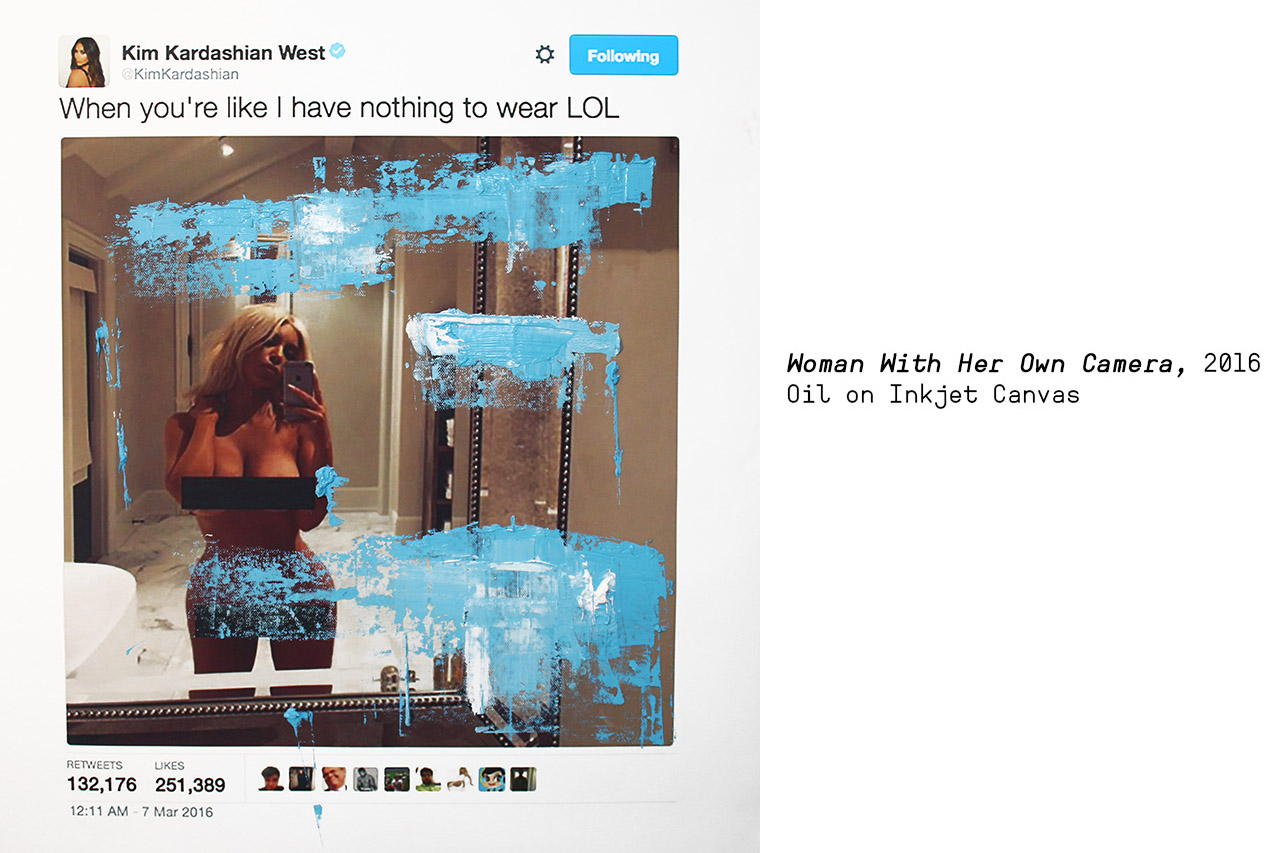 Kim Kardashian West
@KimKardashian
Following
When you're like I have nothing to wear LOL
RETWEETS LIKES
132,176 251,389
12:11 AM - 7 Mar 2016
Woman With Her Own Camera, 2016
Oil on Inkjet Canvas